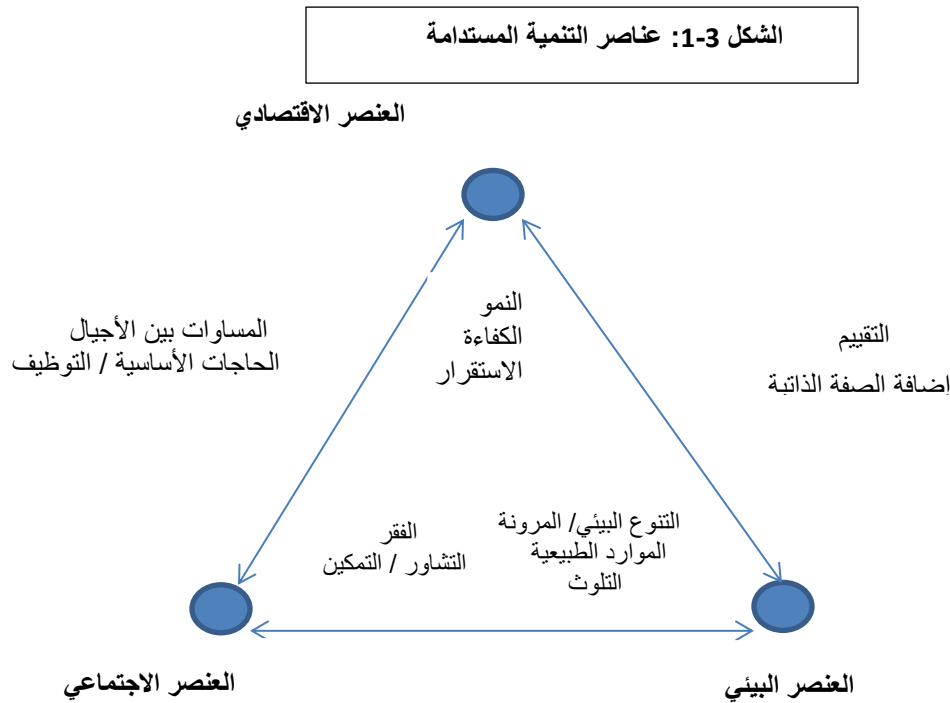 الشكل 3-1: عناصر التنمية المستدامة
العنصر الاقتصادي
النمو
الكفاءة
الاستقرار
المساوات بين الأجيال
الحاجات الأساسية / التوظيف
التقييم
إضافة الصفة الذاتية
الفقر
التشاور / التمكين
التنوع البيئي/ المرونة
الموارد الطبيعية
التلوث
العنصر الاجتماعي
العنصر البيئي